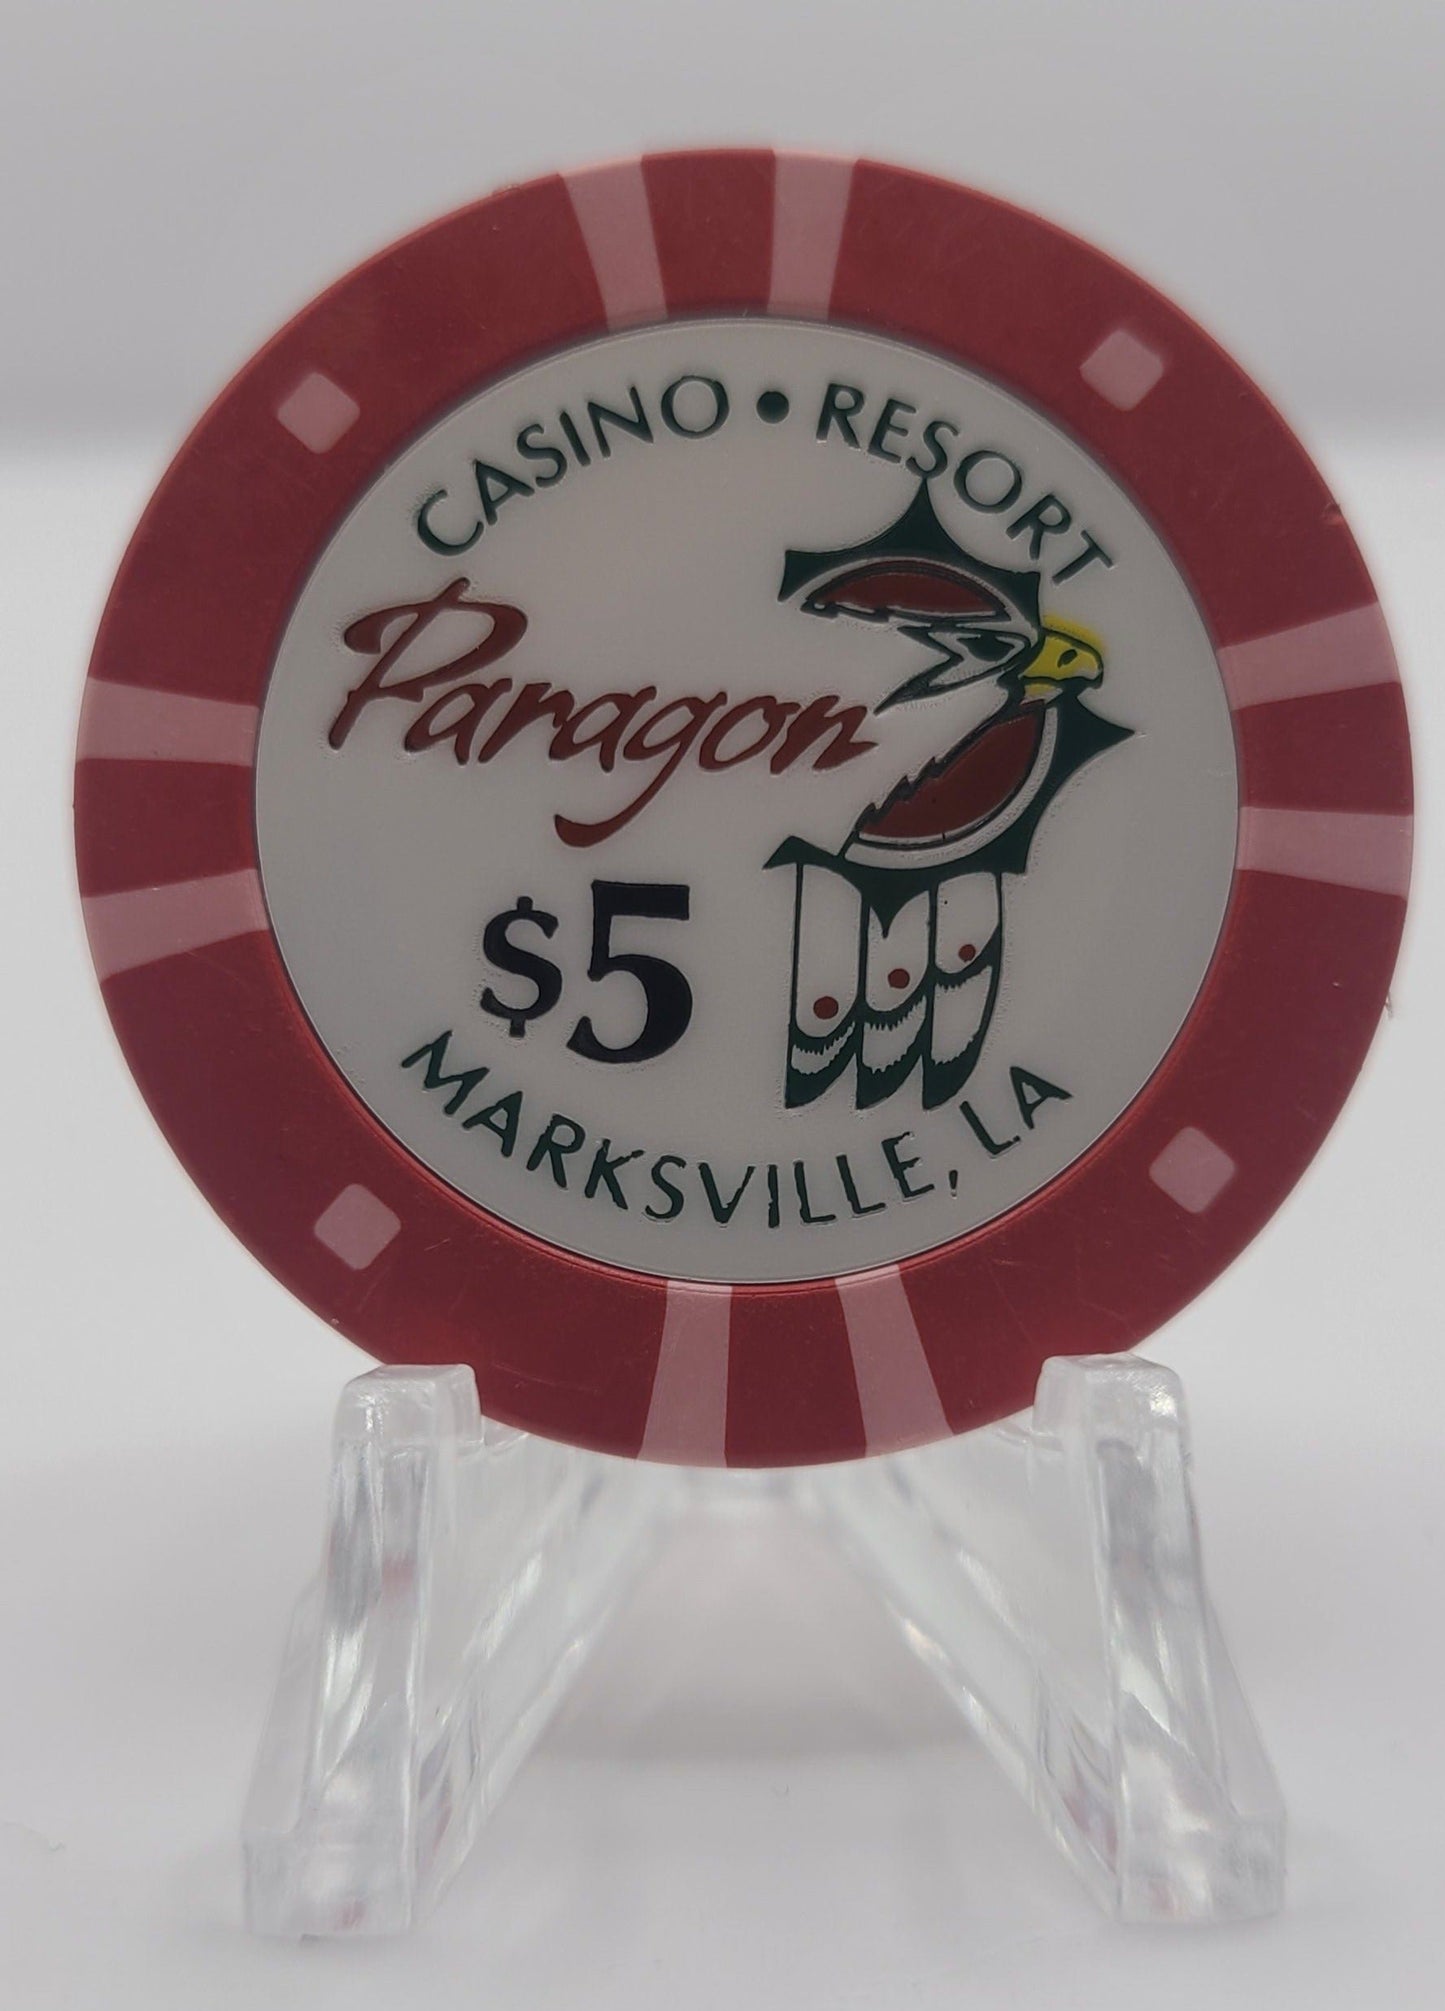 CASINO • RESORT
Paragon
$5
MARKSVILLE, LA